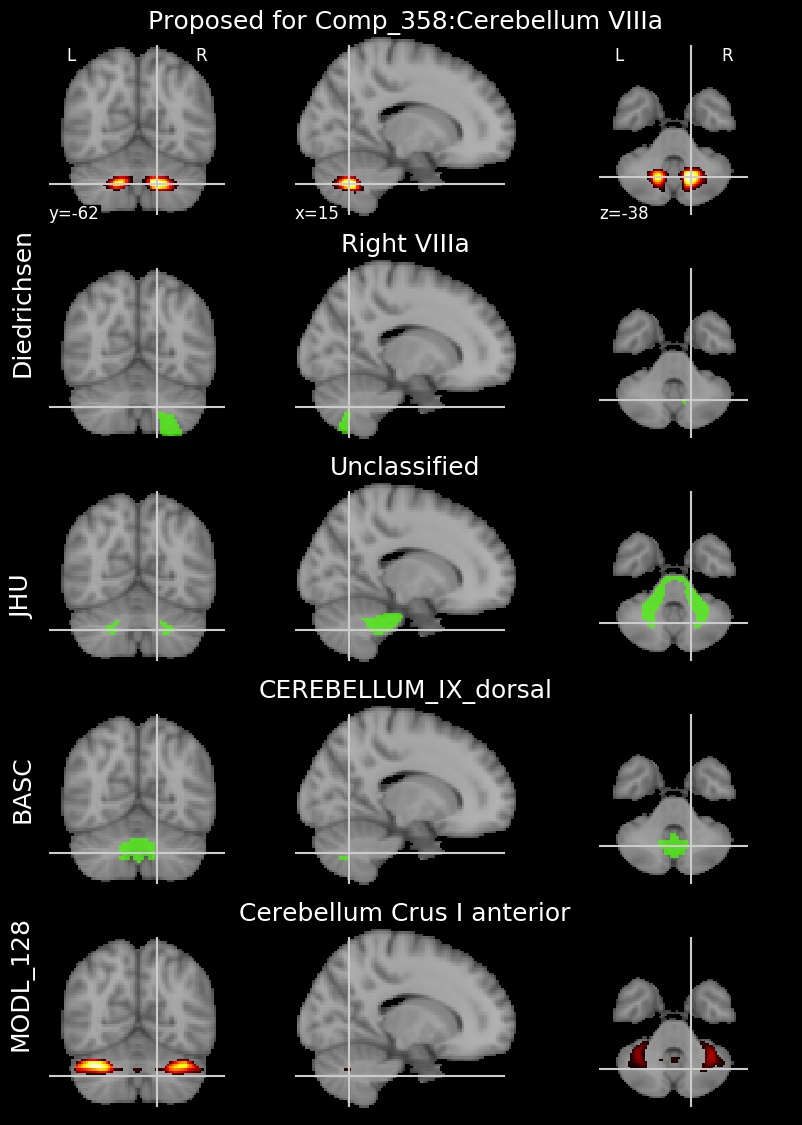 Proposed for Comp_358:Cerebellum VIIIa
L R L R
y=-62 x=15 z=-38
Diedrichsen
Right VIIIa
JHU
Unclassified
BASC
CEREBELLUM_IX_dorsal
MODL_128
Cerebellum Crus I anterior